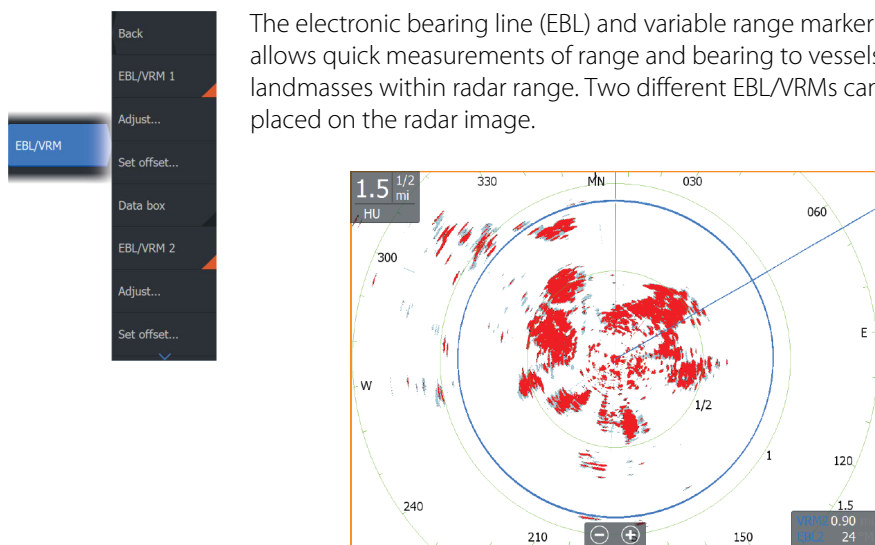 Back
EBL/VRM 1
Adjust...
EBL/VRM
Set offset...
Data box
EBL/VRM 2
Adjust...
Set offset...
The electronic bearing line (EBL) and variable range marker
allows quick measurements of range and bearing to vessels
landmasses within radar range. Two different EBL/VRMs can
placed on the radar image.
1.5 1/2 mi
HU
330
MN
030
060
300
E
W
1/2
1
120
240
1.5
210
150
VRM2 0.90
EBL2 24